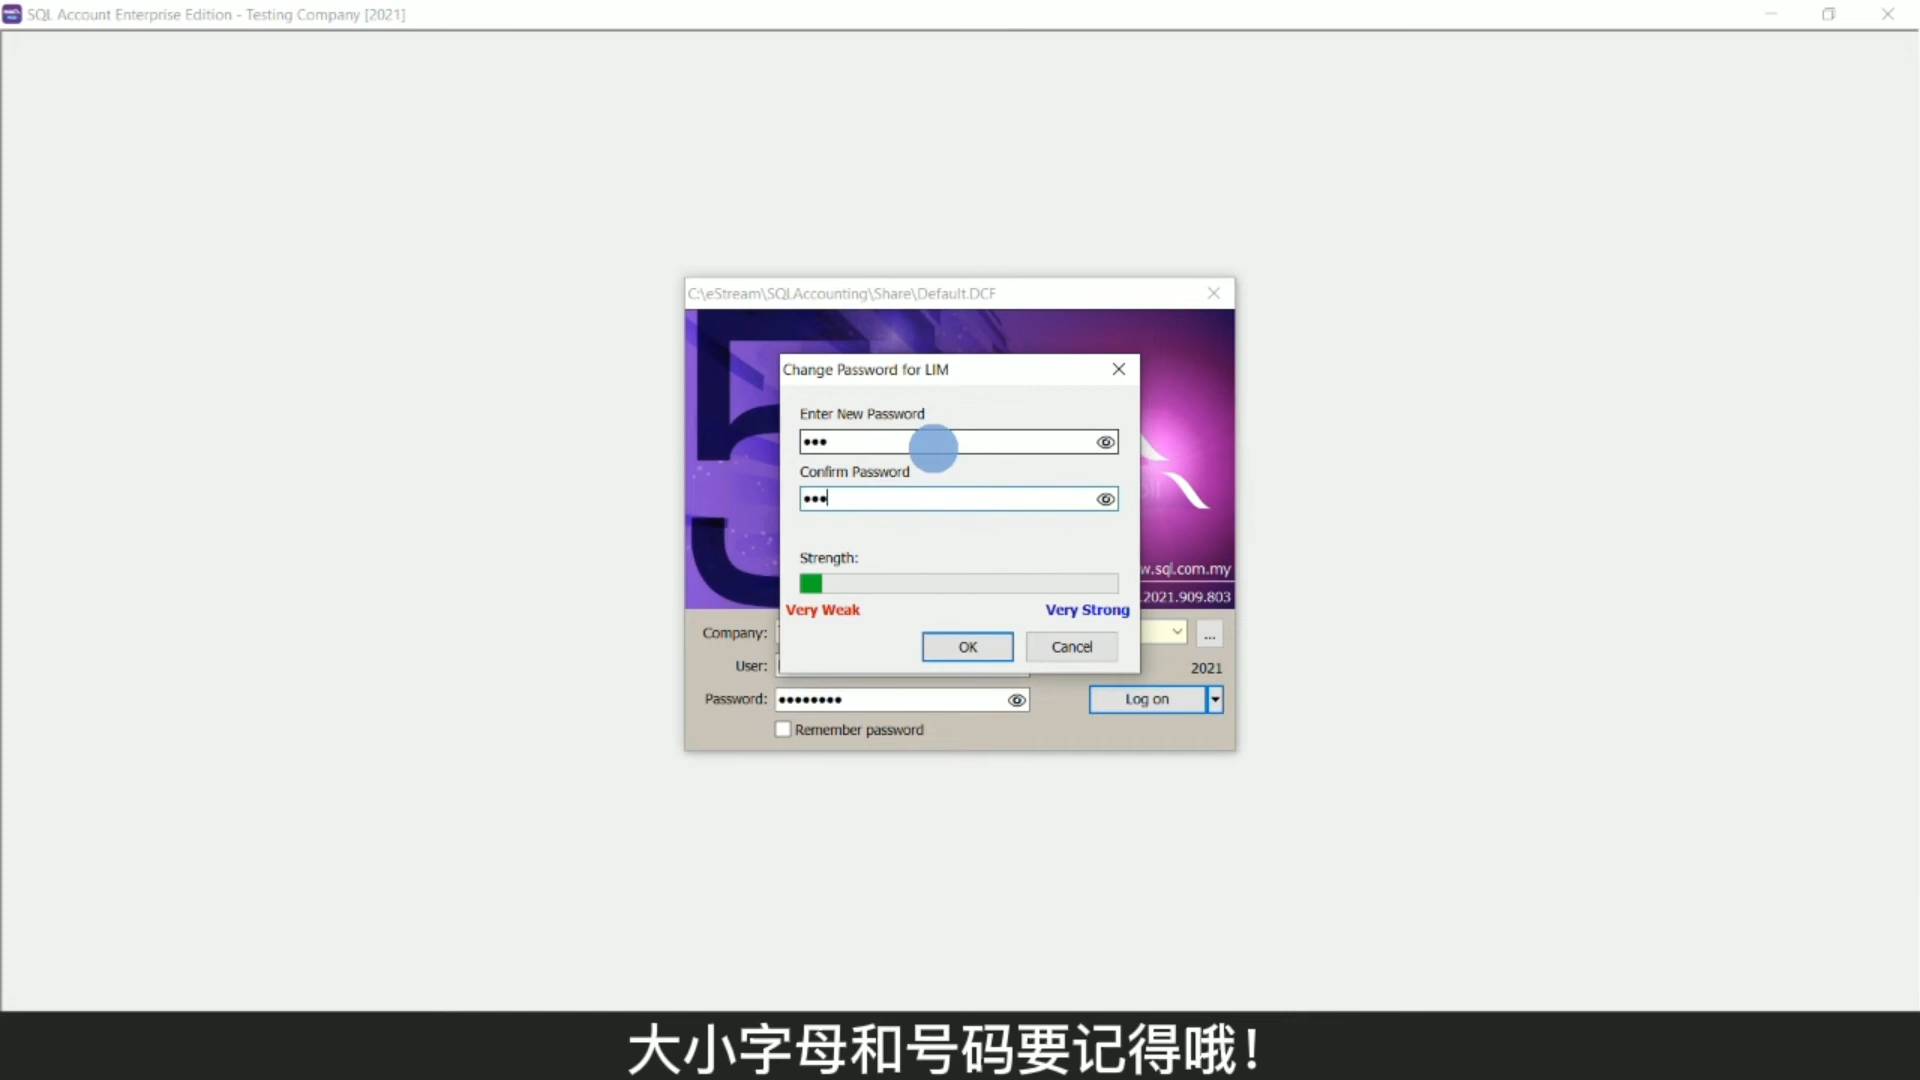 SQL Account Enterprise Edition - Testing Company [2021]
C:\eStream\SQLAccounting\Share\Default.DCF
Change Password for LIM
Enter New Password
•••
Confirm Password
•••
Strength:
Very Weak
Very Strong
OK
Cancel
w.sql.com.my
.2021.909.803
Company:
...
User:
2021
Password:
••••••••
Log on
Remember password
大小字母和号码要记得哦!